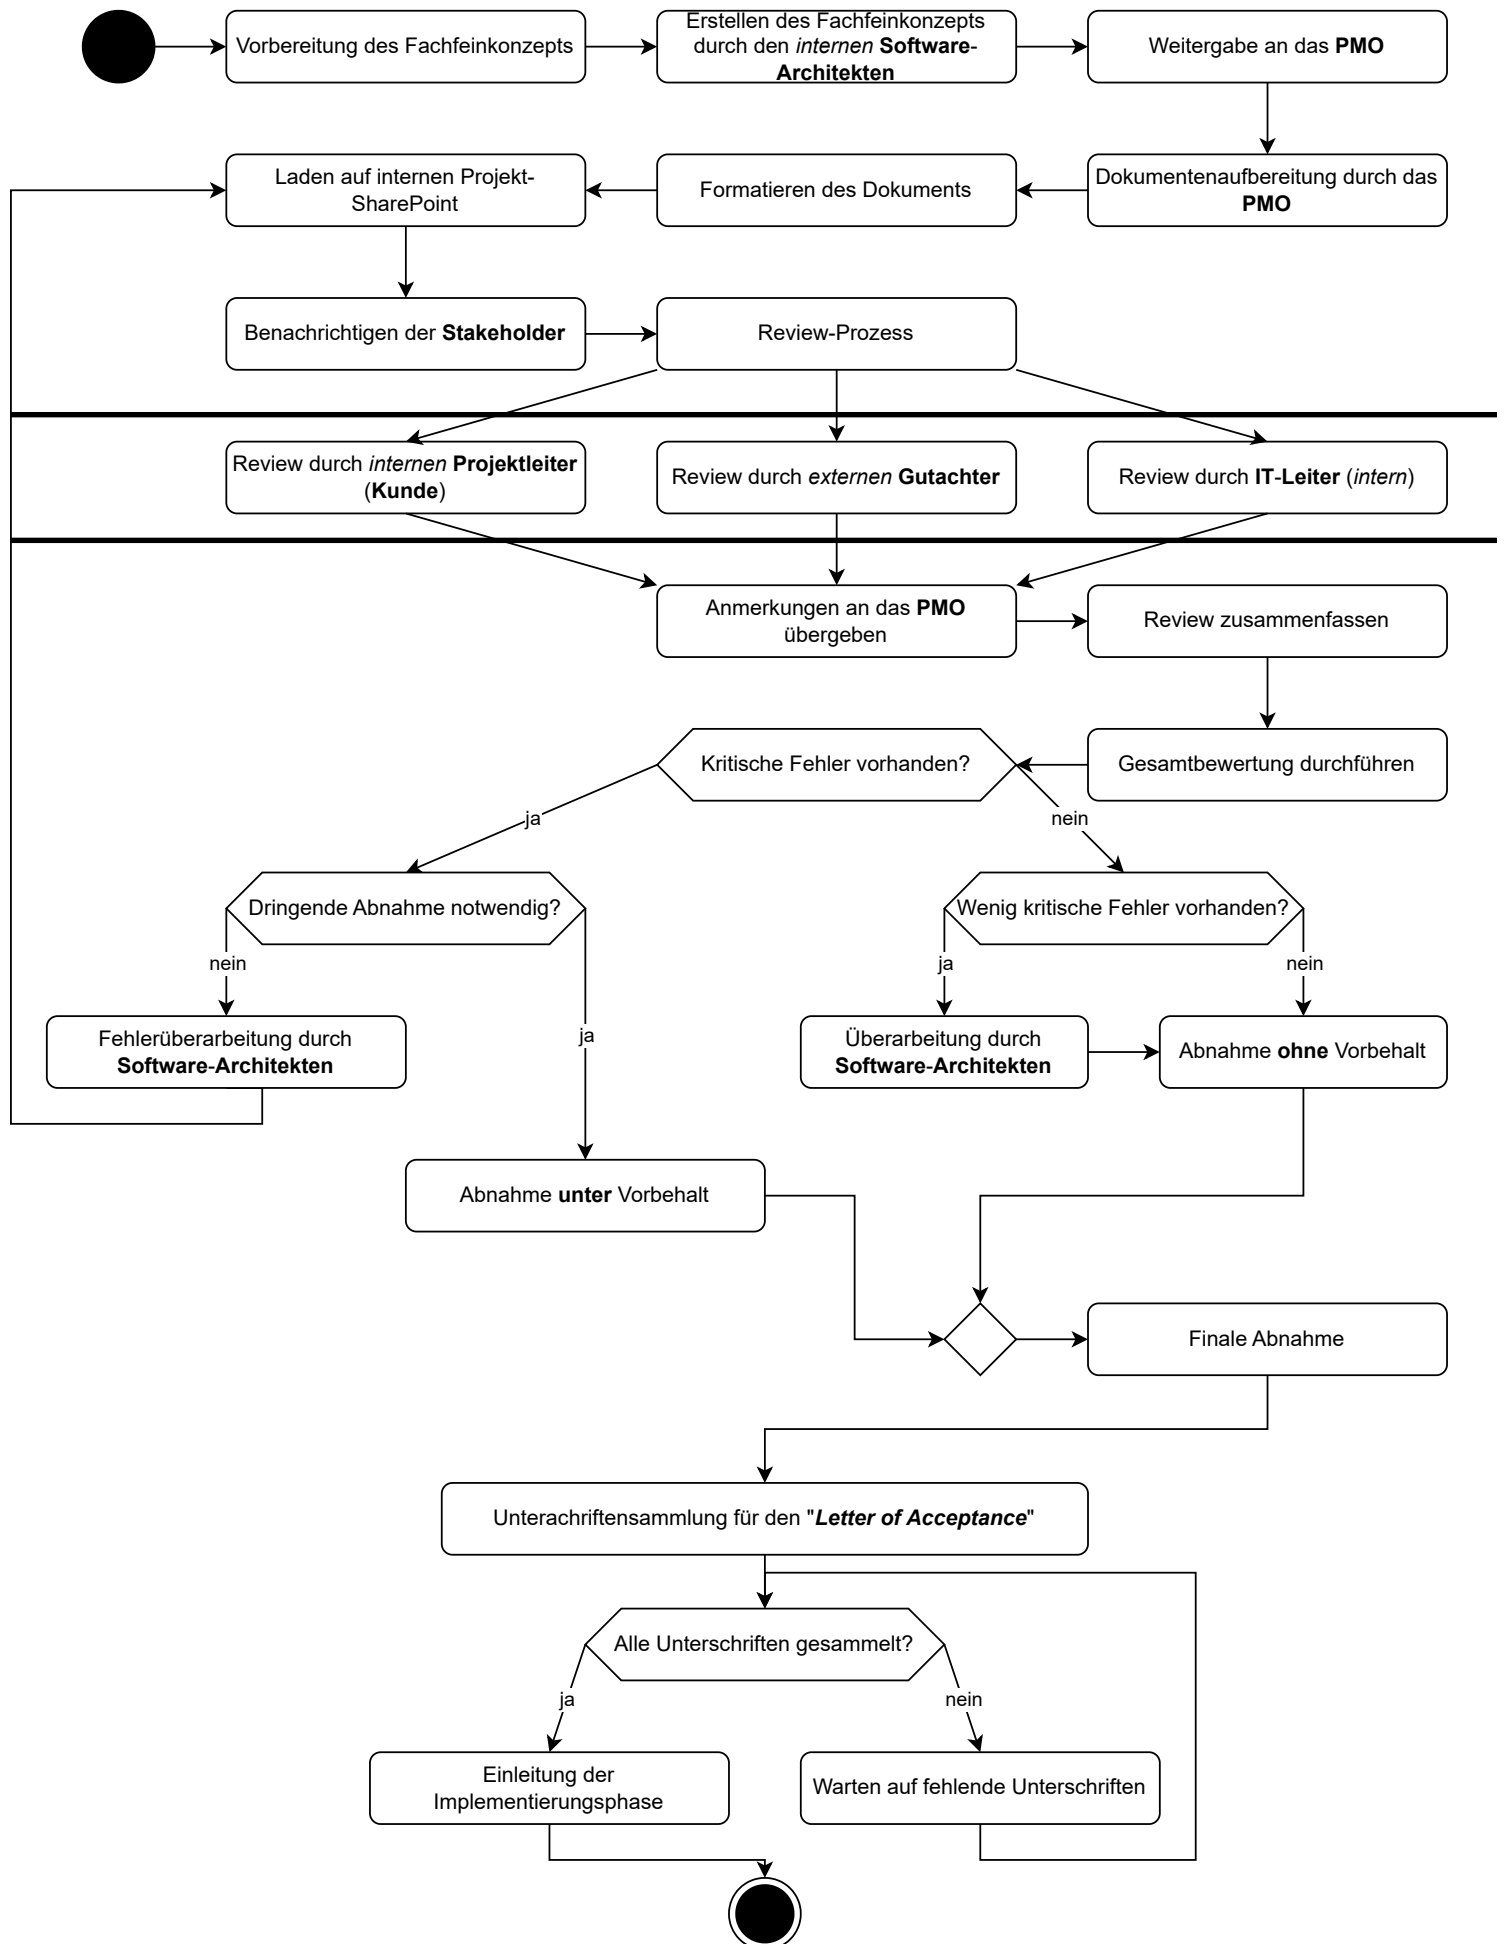 Vorbereitung des Fachfeinkonzepts
Erstellen des Fachfeinkonzepts
durch den internen Software-
Architekten
Weitergabe an das PMO
Laden auf internen Projekt-
SharePoint
Formatieren des Dokuments
Dokumentenaufbereitung durch das
PMO
Benachrichtigen der Stakeholder
Review-Prozess
Review durch internen Projektleiter
(Kunde)
Review durch externen Gutachter
Review durch IT-Leiter (intern)
Anmerkungen an das PMO
übergeben
Review zusammenfassen
Kritische Fehler vorhanden?
Gesamtbewertung durchführen
ja
nein
Dringende Abnahme notwendig?
Wenig kritische Fehler vorhanden?
nein
ja
ja
nein
Fehlerüberarbeitung durch
Software-Architekten
Überarbeitung durch
Software-Architekten
Abnahme ohne Vorbehalt
Abnahme unter Vorbehalt
Finale Abnahme
Unterachriftensammlung für den "Letter of Acceptance"
Alle Unterschriften gesammelt?
ja
nein
Einleitung der
Implementierungsphase
Warten auf fehlende Unterschriften